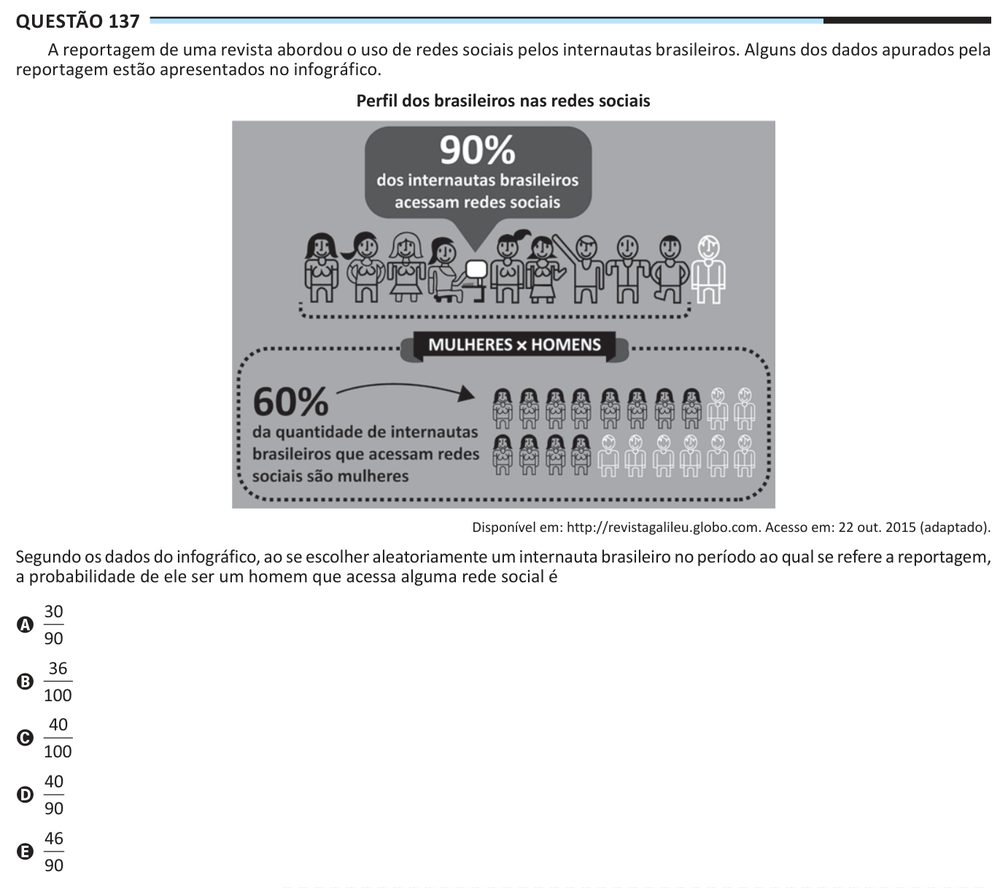 QUESTÃO 137
A reportagem de uma revista abordou o uso de redes sociais pelos internautas brasileiros. Alguns dos dados apurados pela
reportagem estão apresentados no infográfico.
Perfil dos brasileiros nas redes sociais
90%
dos internautas brasileiros
acessam redes sociais
MULHERES × HOMENS
60%
da quantidade de internautas
brasileiros que acessam redes
sociais são mulheres
Disponível em: http://revistagalileu.globo.com. Acesso em: 22 out. 2015 (adaptado).
Segundo os dados do infográfico, ao se escolher aleatoriamente um internauta brasileiro no período ao qual se refere a reportagem,
a probabilidade de ele ser um homem que acessa alguma rede social é
A 30/90
B 36/100
C 40/100
D 40/90
E 46/90